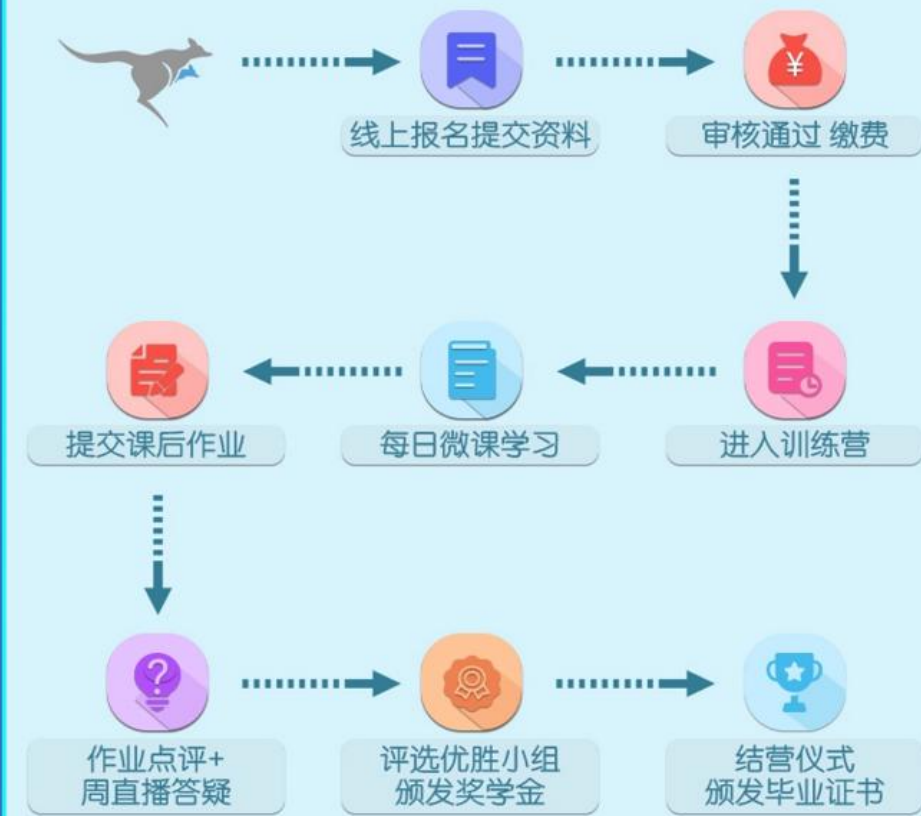 线上报名提交资料
¥
审核通过 缴费
进入训练营
每日微课学习
提交课后作业
?
作业点评+
周直播答疑
评选优胜小组
颁发奖学金
结营仪式
颁发毕业证书